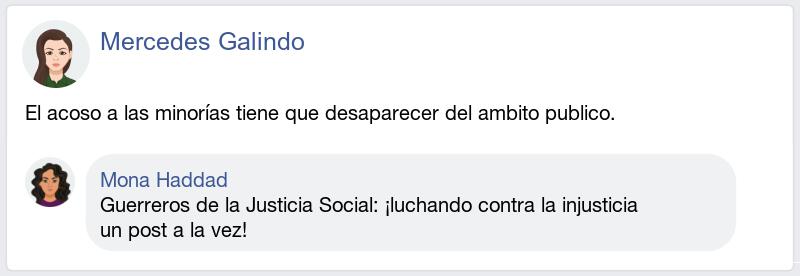 Mercedes Galindo
El acoso a las minorías tiene que desaparecer del ambito publico.
Mona Haddad
Guerreros de la Justicia Social: ¡luchando contra la injusticia
un post a la vez!